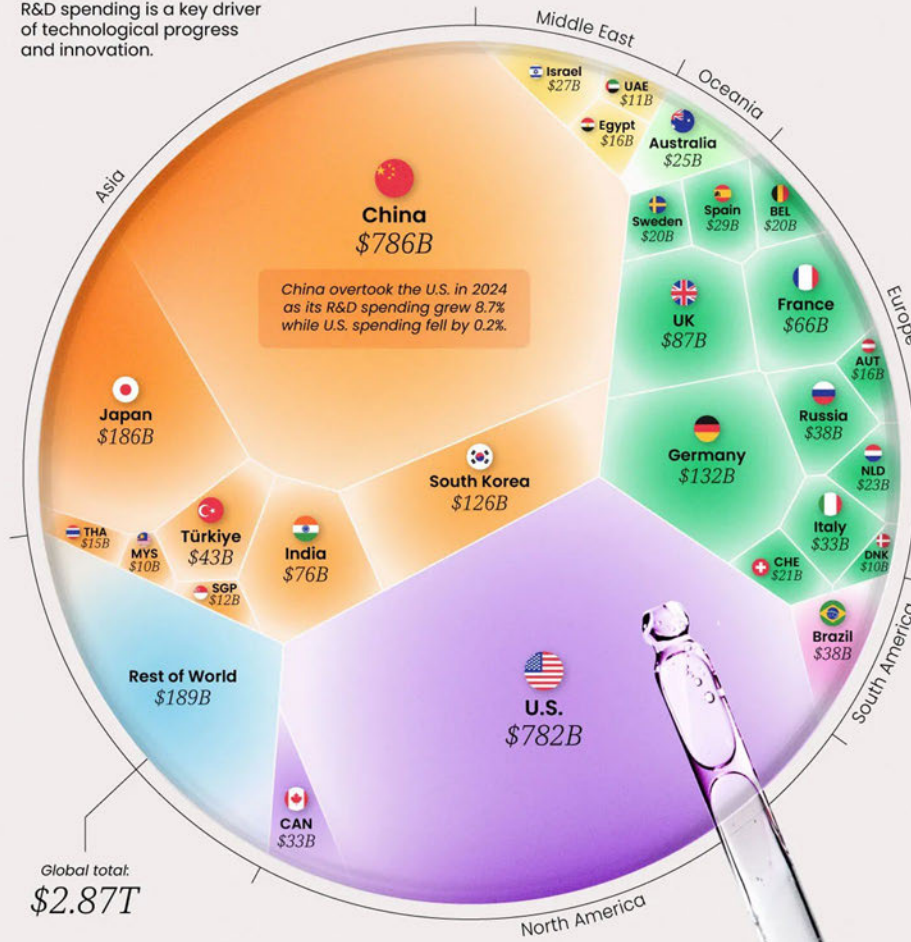 R&D spending is a key driver
of technological progress
and innovation.
Middle East
Oceania
Asia
Europe
South America
North America
Israel
$27B
UAE
$11B
Egypt
$16B
Australia
$25B
China
$786B
China overtook the U.S. in 2024
as its R&D spending grew 8.7%
while U.S. spending fell by 0.2%.
Sweden
$20B
Spain
$29B
BEL
$20B
UK
$87B
France
$66B
AUT
$16B
Japan
$186B
Russia
$38B
Germany
$132B
South Korea
$126B
NLD
$23B
Italy
$33B
DNK
$10B
CHE
$21B
THA
$15B
MYS
$10B
Türkiye
$43B
India
$76B
SGP
$12B
Brazil
$38B
Rest of World
$189B
U.S.
$782B
CAN
$33B
Global total:
$2.87T